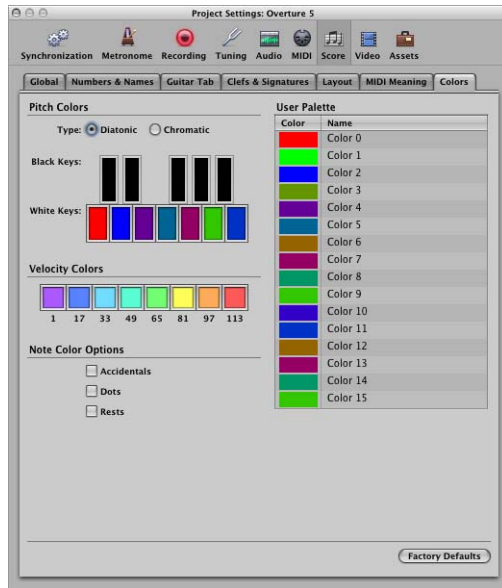 Project Settings: Overture 5
Synchronization Metronome Recording Tuning Audio MIDI Score Video Assets
Global Numbers & Names Guitar Tab Clefs & Signatures Layout MIDI Meaning Colors
Pitch Colors
Type: Diatonic Chromatic
Black Keys:
White Keys:
Velocity Colors
1 17 33 49 65 81 97 113
Note Color Options
Accidentals
Dots
Rests
User Palette
Color Name
Color 0
Color 1
Color 2
Color 3
Color 4
Color 5
Color 6
Color 7
Color 8
Color 9
Color 10
Color 11
Color 12
Color 13
Color 14
Color 15
Factory Defaults